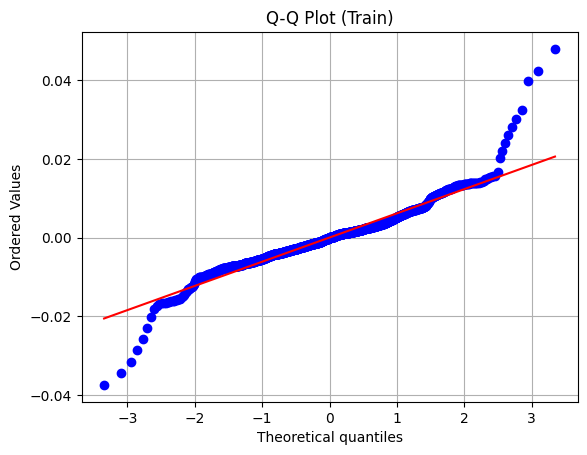 Q-Q Plot (Train)
Ordered Values
0.04
0.02
0.00
−0.02
−0.04
−3 −2 −1 0 1 2 3
Theoretical quantiles